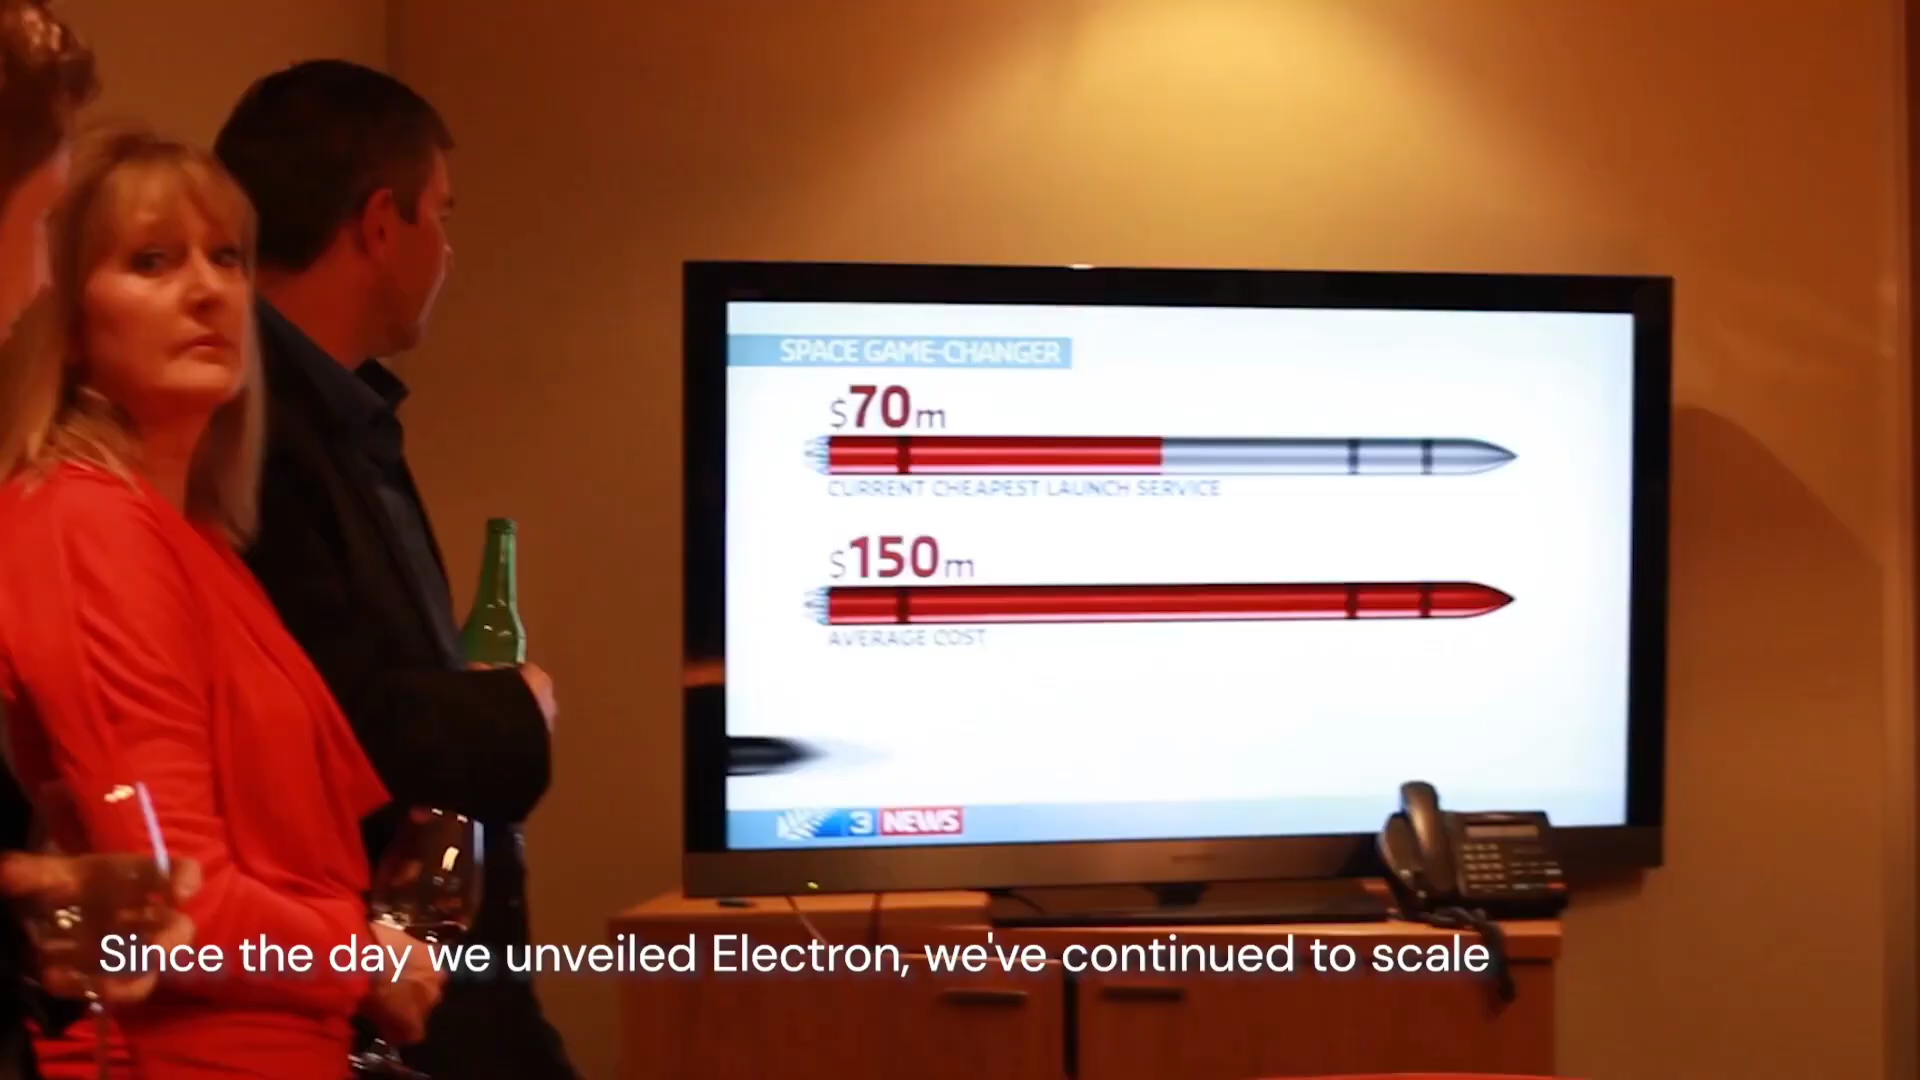 SPACE GAME-CHANGER
$70m
CURRENT CHEAPEST LAUNCH SERVICE
$150m
AVERAGE COST
3 NEWS
Since the day we unveiled Electron, we've continued to scale